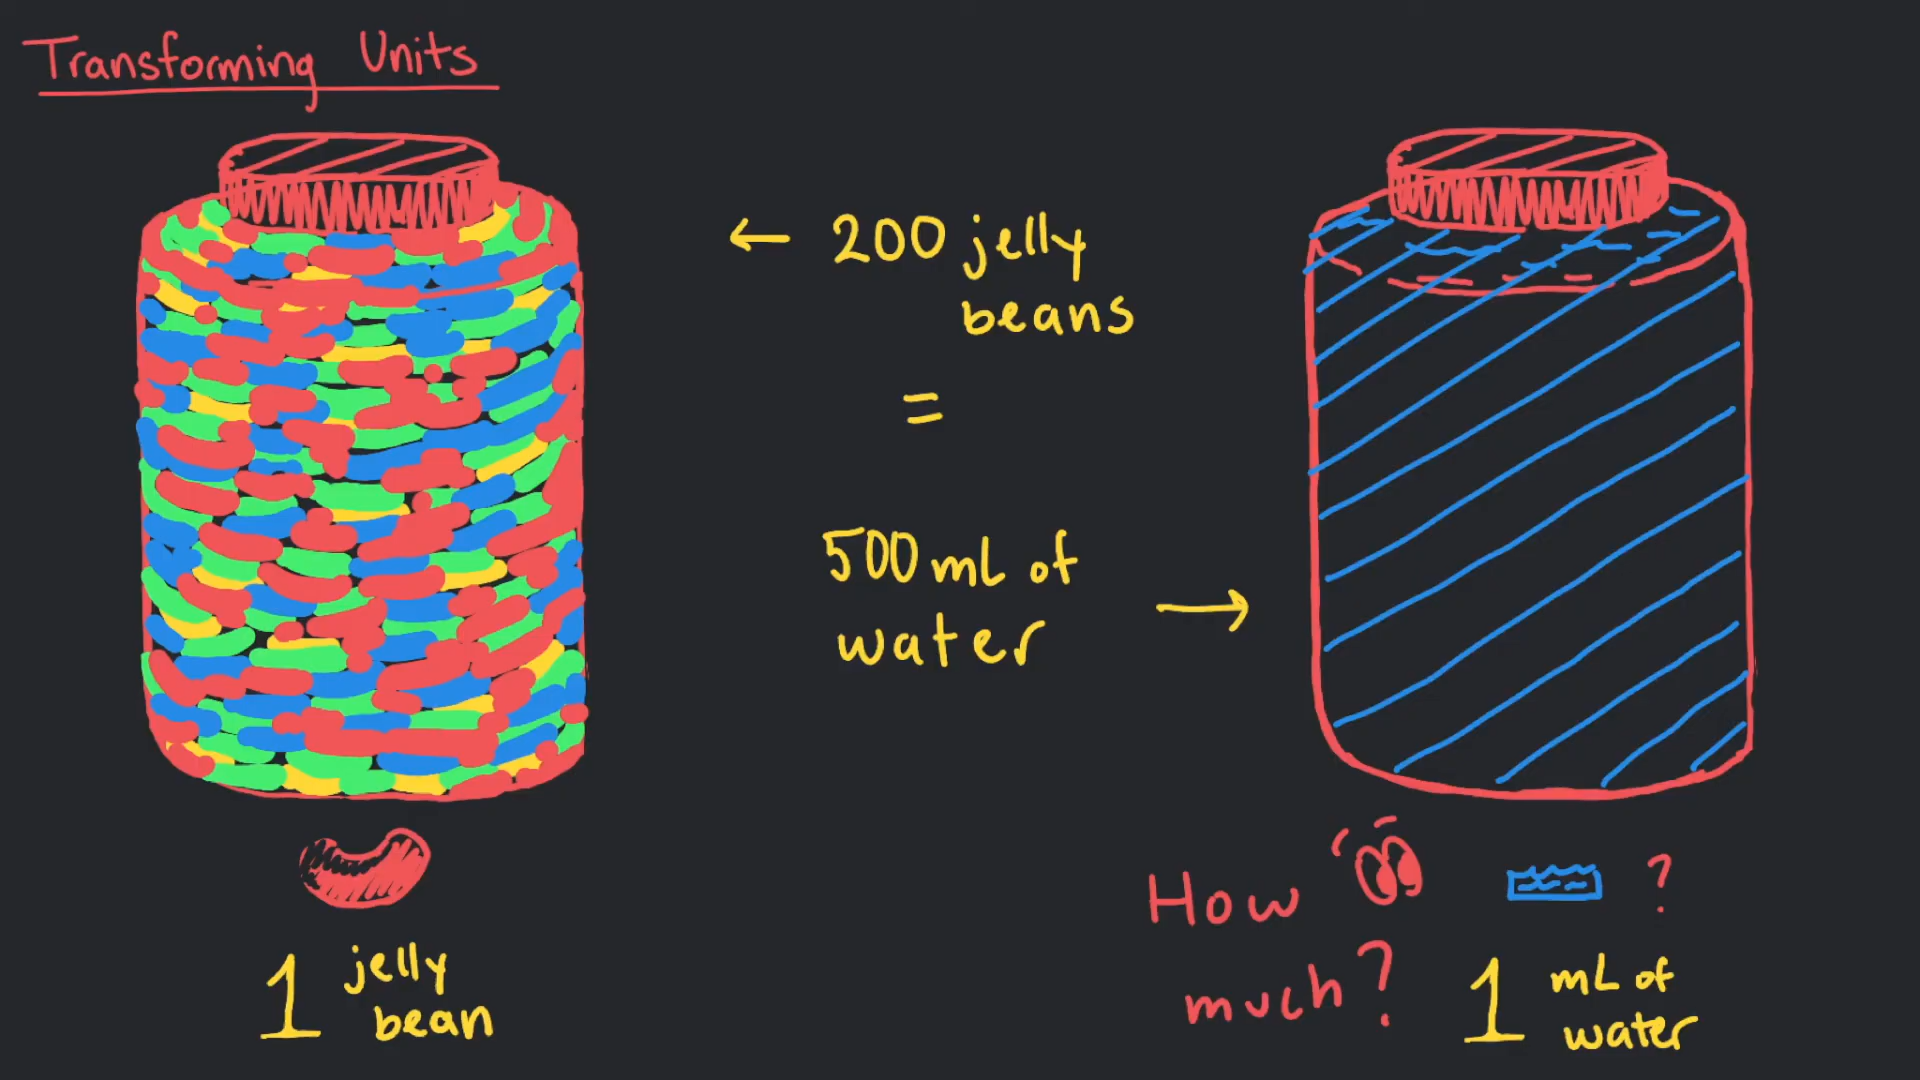 Transforming Units
← 200 jelly
beans
=
500 mL of
water →
1 jelly
bean
How ?
much?
1 mL of
water